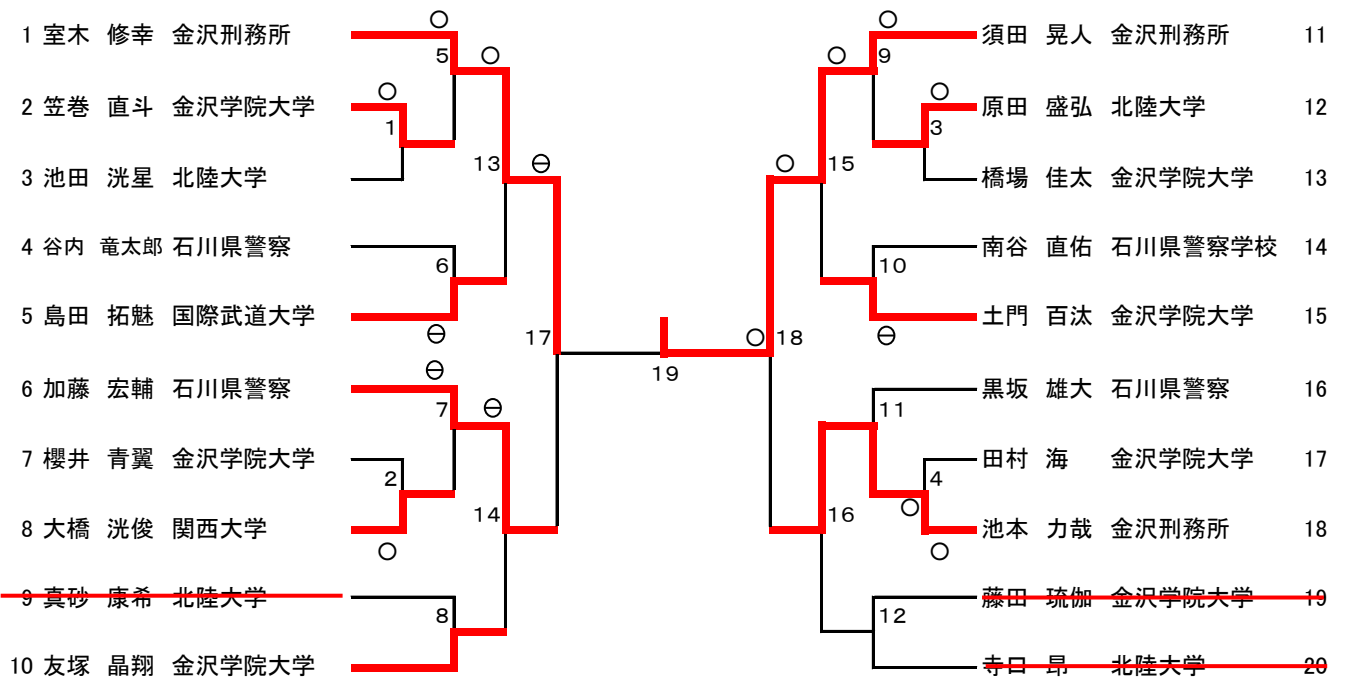 1 室木 修幸 金沢刑務所
2 笠巻 直斗 金沢学院大学
3 池田 洸星 北陸大学
4 谷内 竜太郎 石川県警察
5 島田 拓魅 国際武道大学
6 加藤 宏輔 石川県警察
7 櫻井 青翼 金沢学院大学
8 大橋 洸俊 関西大学
9 真砂 康希 北陸大学
10 友塚 晶翔 金沢学院大学
5
1
13
6
17
7
2
14
8
19
9
3
15
10
18
11
4
16
12
須田 晃人 金沢刑務所 11
原田 盛弘 北陸大学 12
橋場 佳太 金沢学院大学 13
南谷 直佑 石川県警察学校 14
土門 百汰 金沢学院大学 15
黒坂 雄大 石川県警察 16
田村 海 金沢学院大学 17
池本 力哉 金沢刑務所 18
藤田 琉伽 金沢学院大学 19
寺口 昂 北陸大学 20